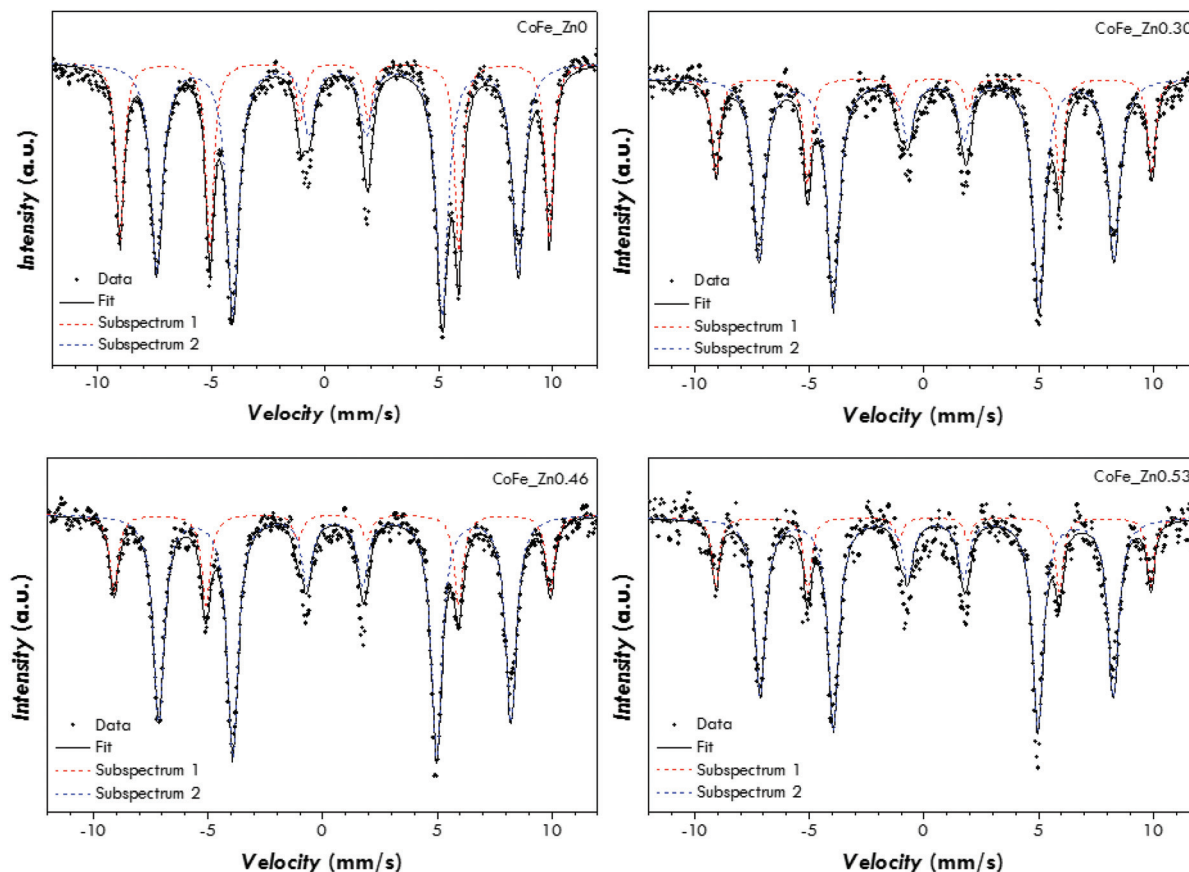 CoFe_Zn0
Intensity (a.u.)
Data
Fit
Subspectrum 1
Subspectrum 2
-10 -5 0 5 10
Velocity (mm/s)
CoFe_Zn0.30
Intensity (a.u.)
Data
Fit
Subspectrum 1
Subspectrum 2
-10 -5 0 5 10
Velocity (mm/s)
CoFe_Zn0.46
Intensity (a.u.)
Data
Fit
Subspectrum 1
Subspectrum 2
-10 -5 0 5 10
Velocity (mm/s)
CoFe_Zn0.53
Intensity (a.u.)
Data
Fit
Subspectrum 1
Subspectrum 2
-10 -5 0 5 10
Velocity (mm/s)